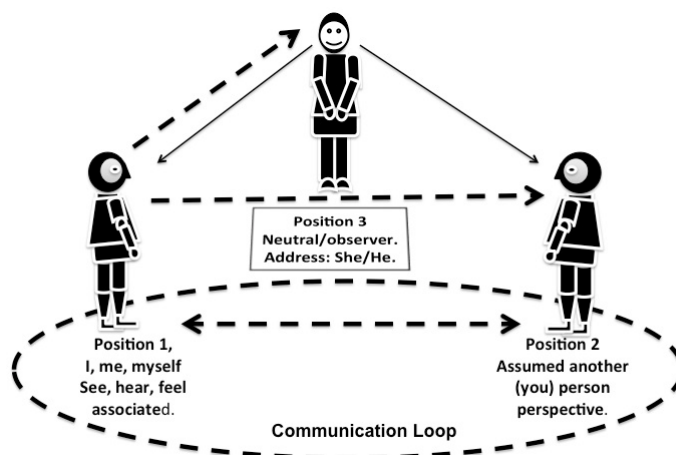 Position 3
Neutral/observer.
Address: She/He.
Position 1,
I, me, myself
See, hear, feel
associated.
Position 2
Assumed another
(you) person
perspective.
Communication Loop